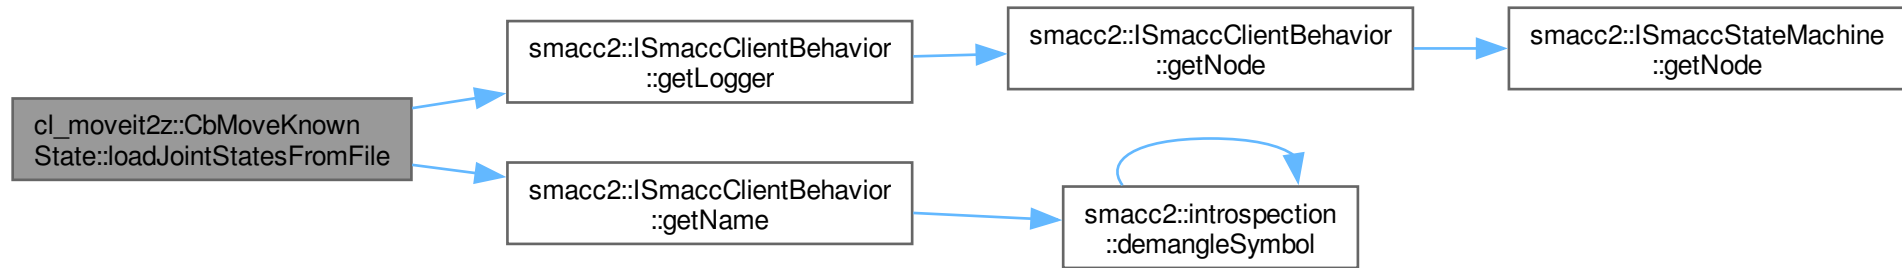 cl_moveit2z::CbMoveKnown
State::loadJointStatesFromFile
smacc2::ISmaccClientBehavior
::getLogger
smacc2::ISmaccClientBehavior
::getNode
smacc2::ISmaccStateMachine
::getNode
smacc2::ISmaccClientBehavior
::getName
smacc2::introspection
::demangleSymbol